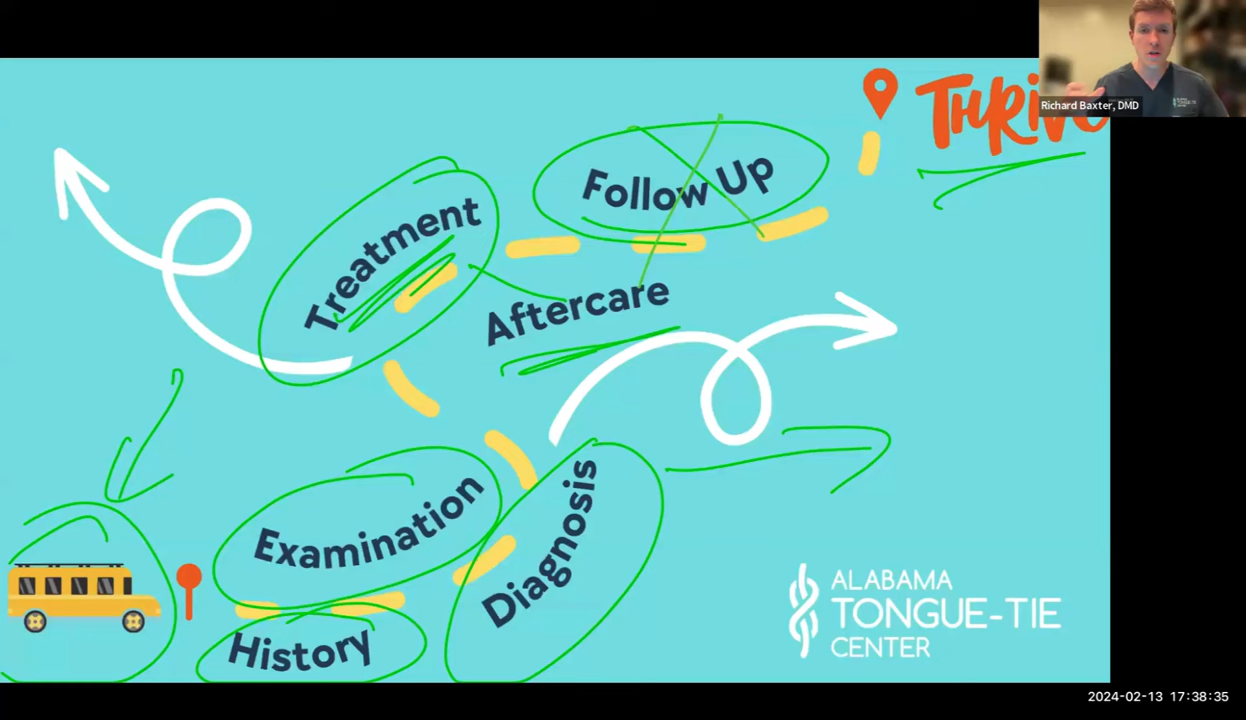 THRIVE
Richard Baxter, DMD
Follow Up
Treatment
Aftercare
Examination
Diagnosis
History
ALABAMA
TONGUE-TIE
CENTER
2024-02-13 17:38:35